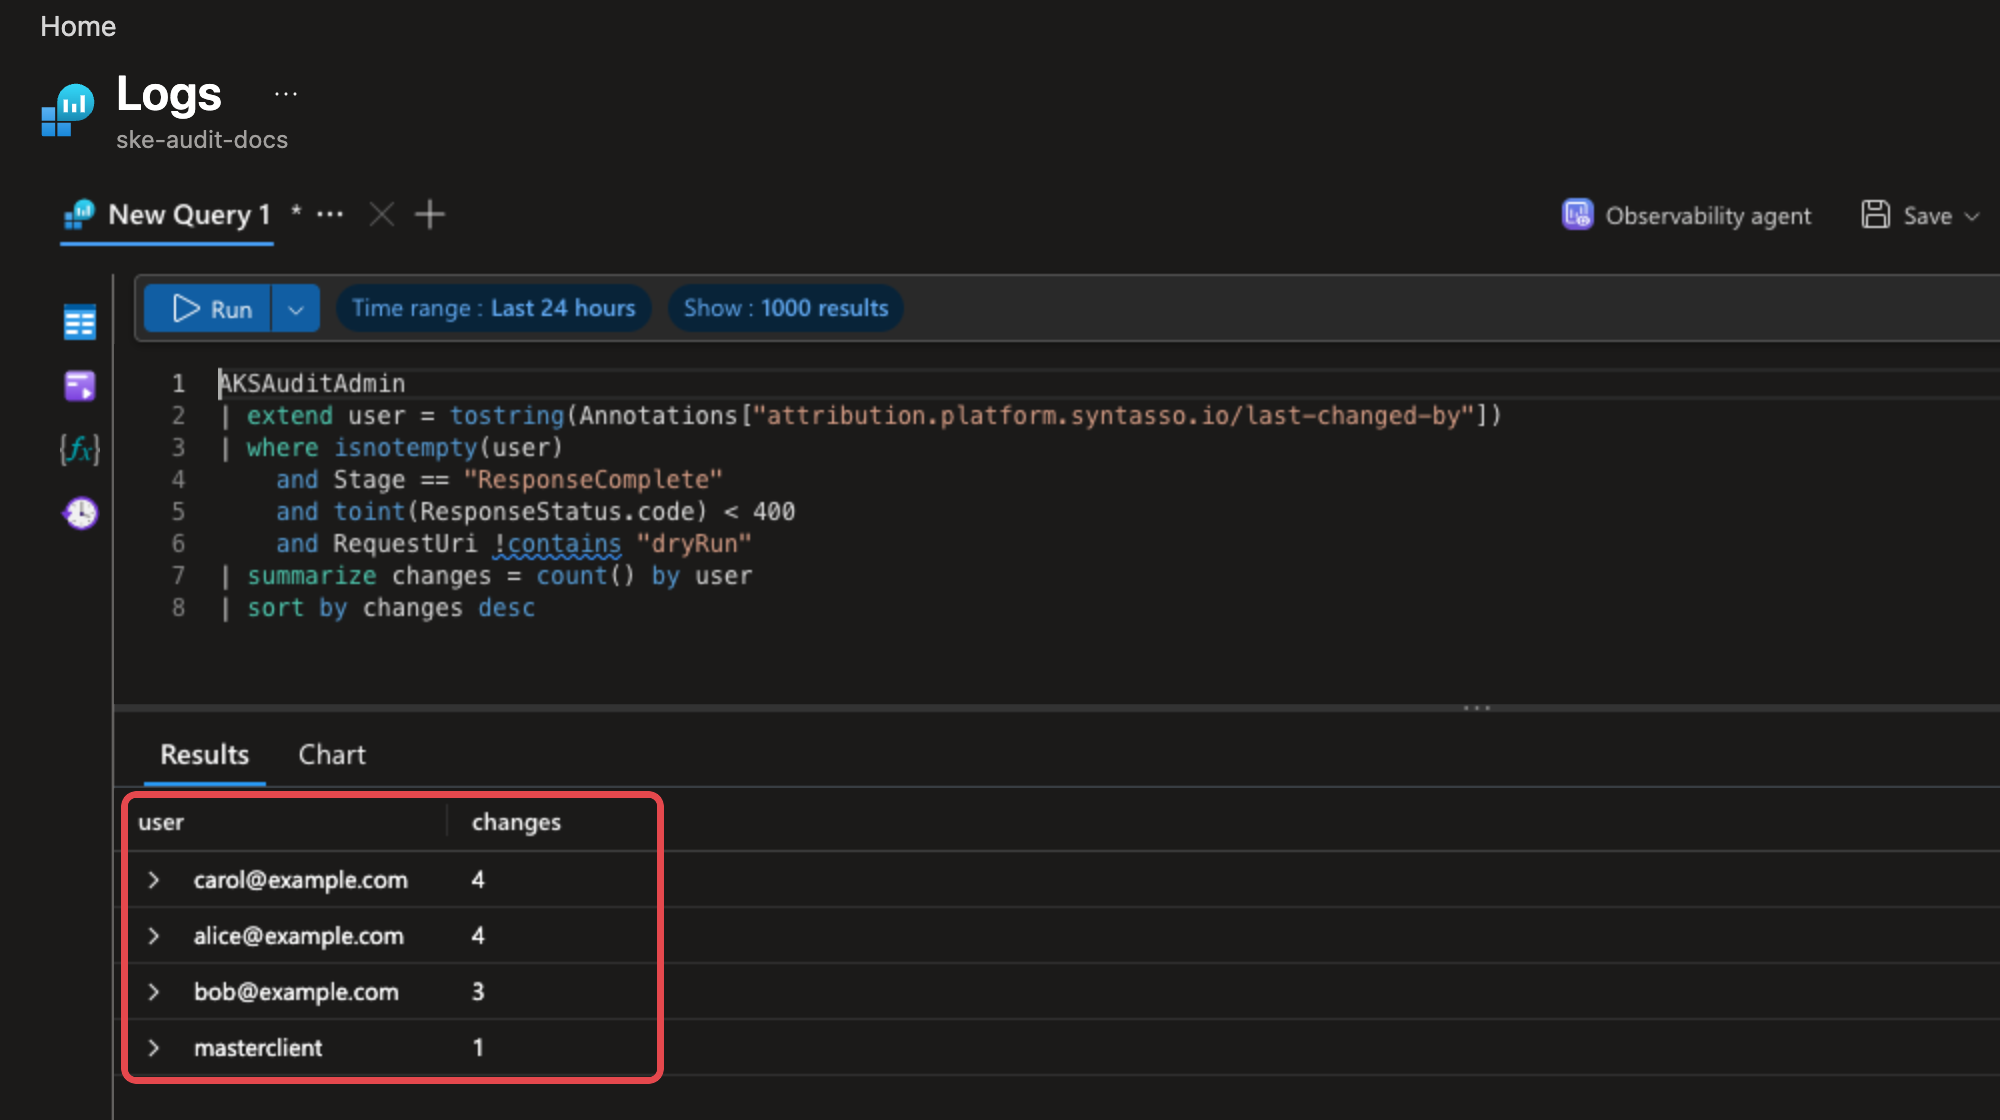 Home
Logs ...
ske-audit-docs
New Query 1 * ...
Observability agent
Save
Run
Time range : Last 24 hours
Show : 1000 results
1 AKSAuditAdmin
2 | extend user = tostring(Annotations["attribution.platform.syntasso.io/last-changed-by"])
3 | where isnotempty(user)
4 and Stage == "ResponseComplete"
5 and toint(ResponseStatus.code) < 400
6 and RequestUri !contains "dryRun"
7 | summarize changes = count() by user
8 | sort by changes desc
Results Chart
user changes
carol@example.com 4
alice@example.com 4
bob@example.com 3
masterclient 1